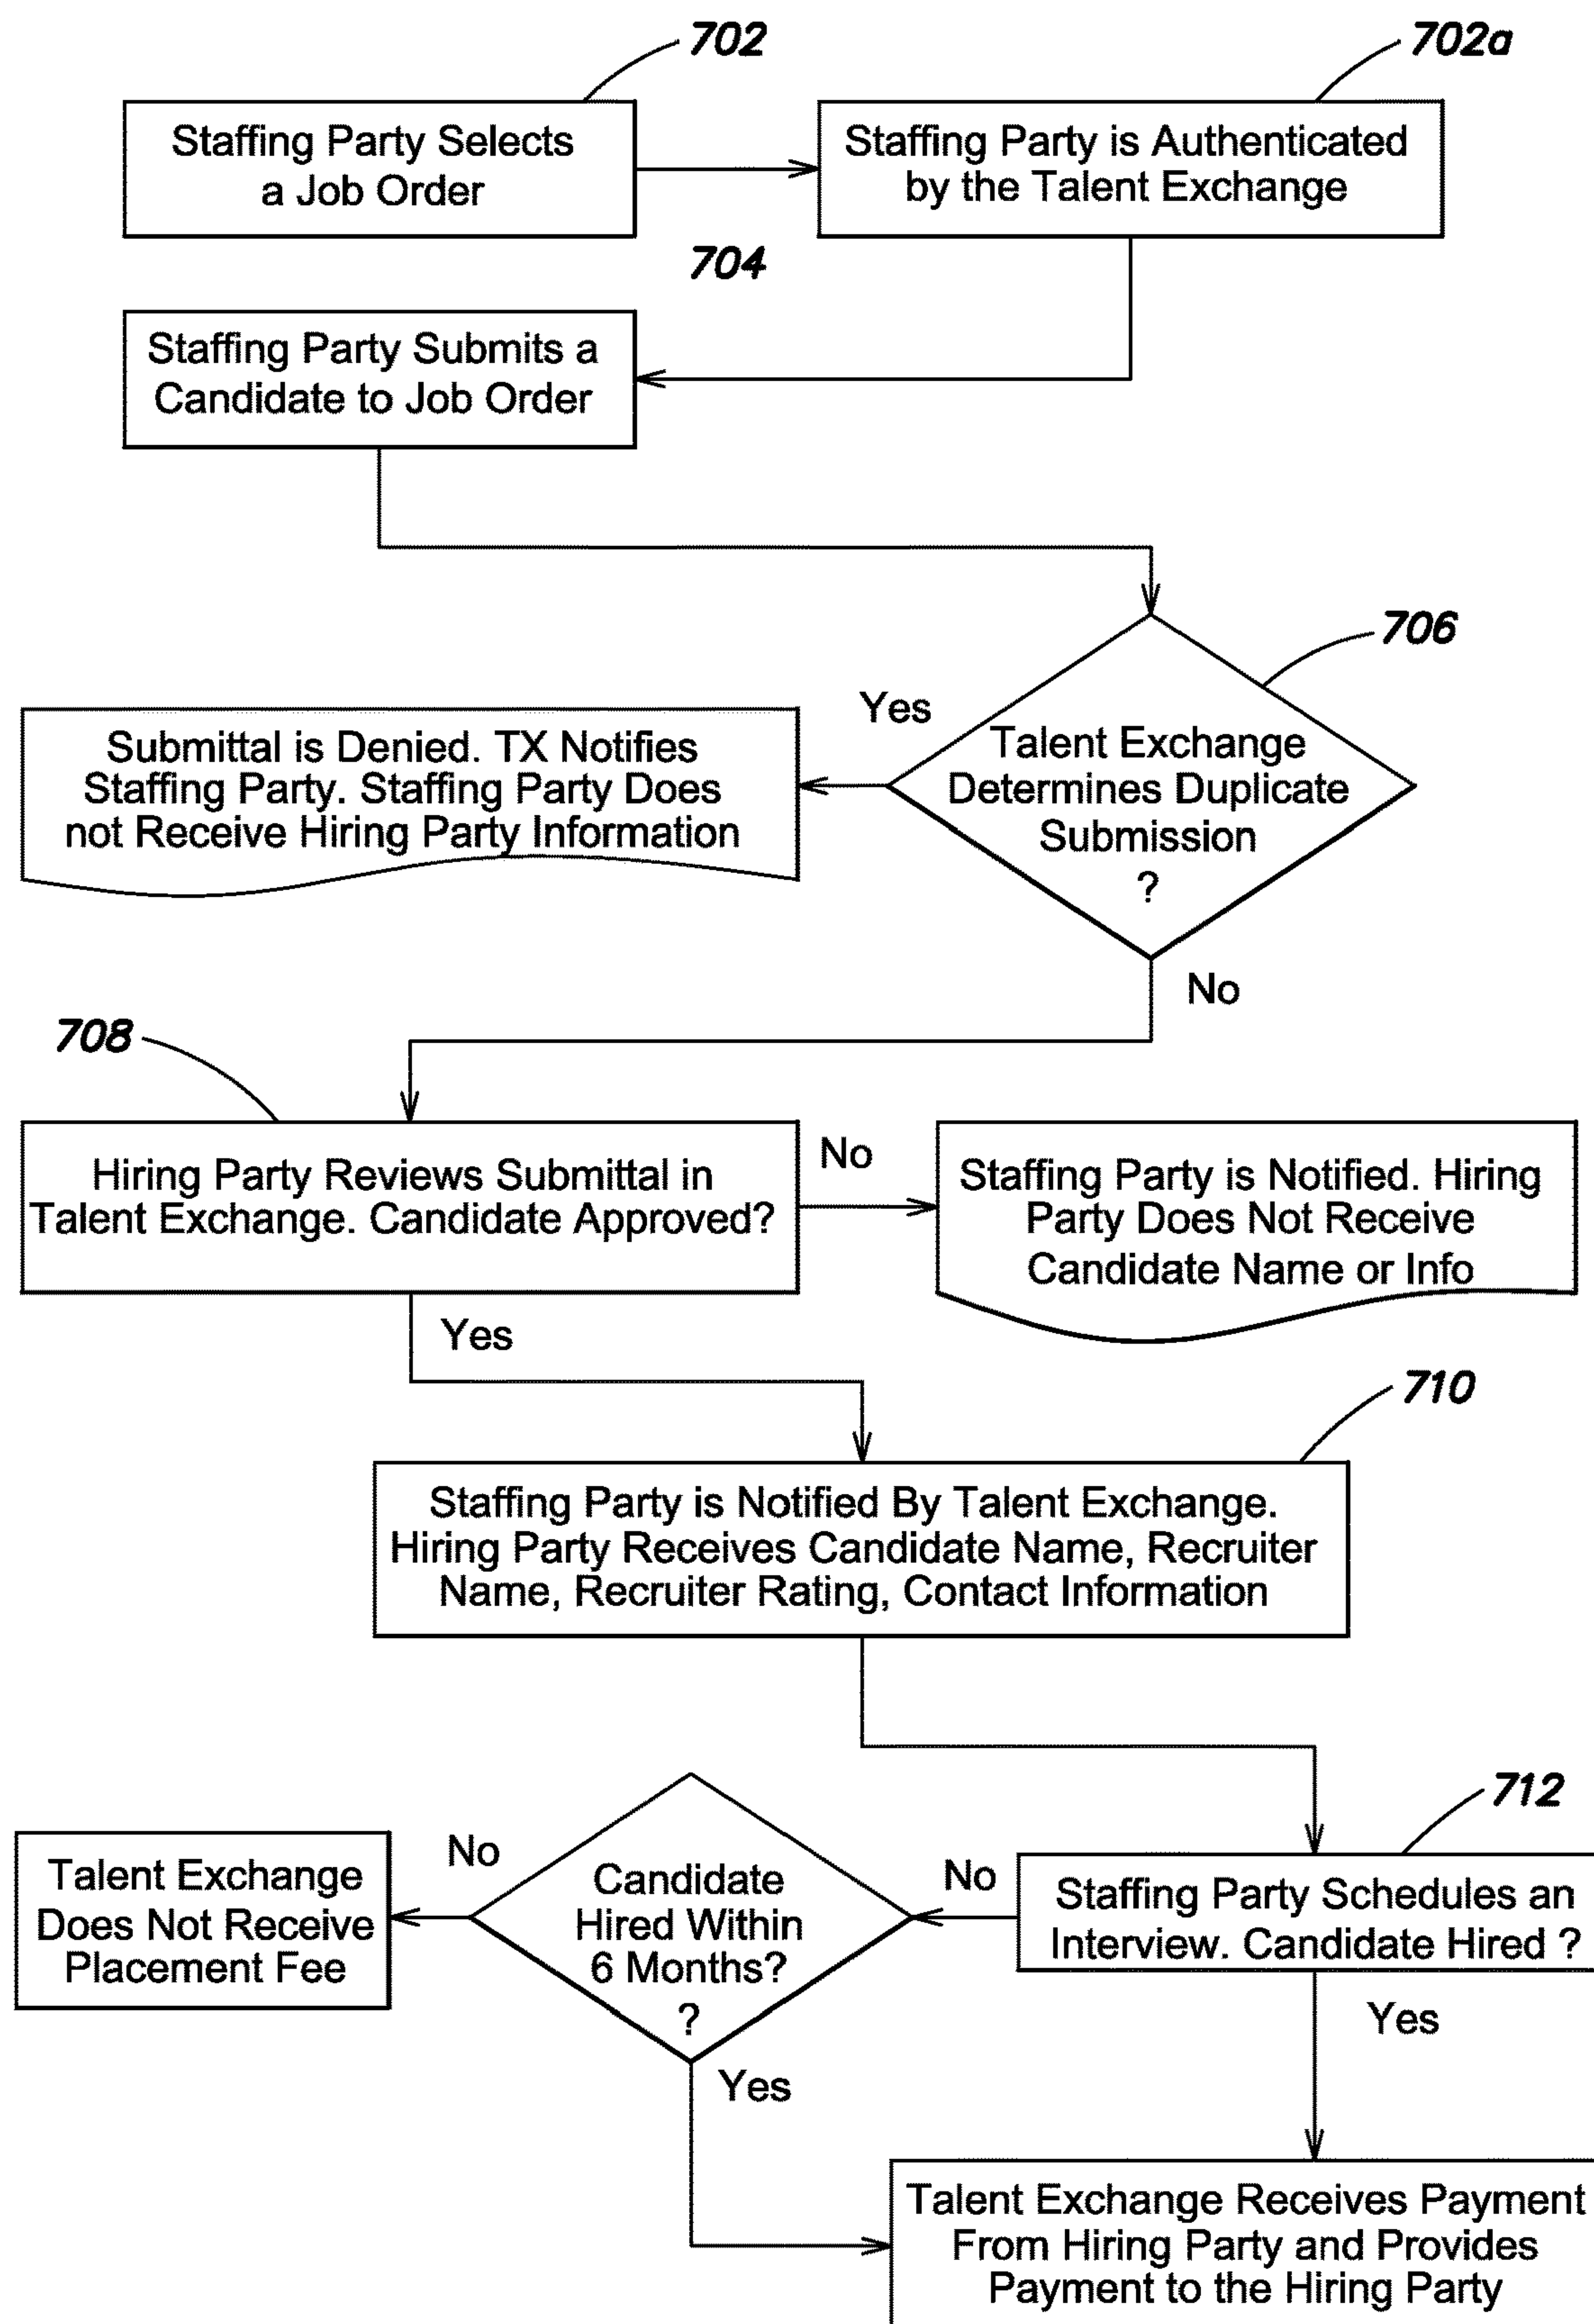 702
702a
Staffing Party Selects
a Job Order
Staffing Party is Authenticated
by the Talent Exchange
704
Staffing Party Submits a
Candidate to Job Order
706
Yes
Submittal is Denied. TX Notifies
Staffing Party. Staffing Party Does
not Receive Hiring Party Information
Talent Exchange
Determines Duplicate
Submission
?
No
708
Hiring Party Reviews Submittal in
Talent Exchange. Candidate Approved?
No
Staffing Party is Notified. Hiring
Party Does Not Receive
Candidate Name or Info
Yes
710
Staffing Party is Notified By Talent Exchange.
Hiring Party Receives Candidate Name, Recruiter
Name, Recruiter Rating, Contact Information
712
Staffing Party Schedules an
Interview. Candidate Hired ?
No
Candidate
Hired Within
6 Months?
?
No
Talent Exchange
Does Not Receive
Placement Fee
Yes
Yes
Talent Exchange Receives Payment
From Hiring Party and Provides
Payment to the Hiring Party